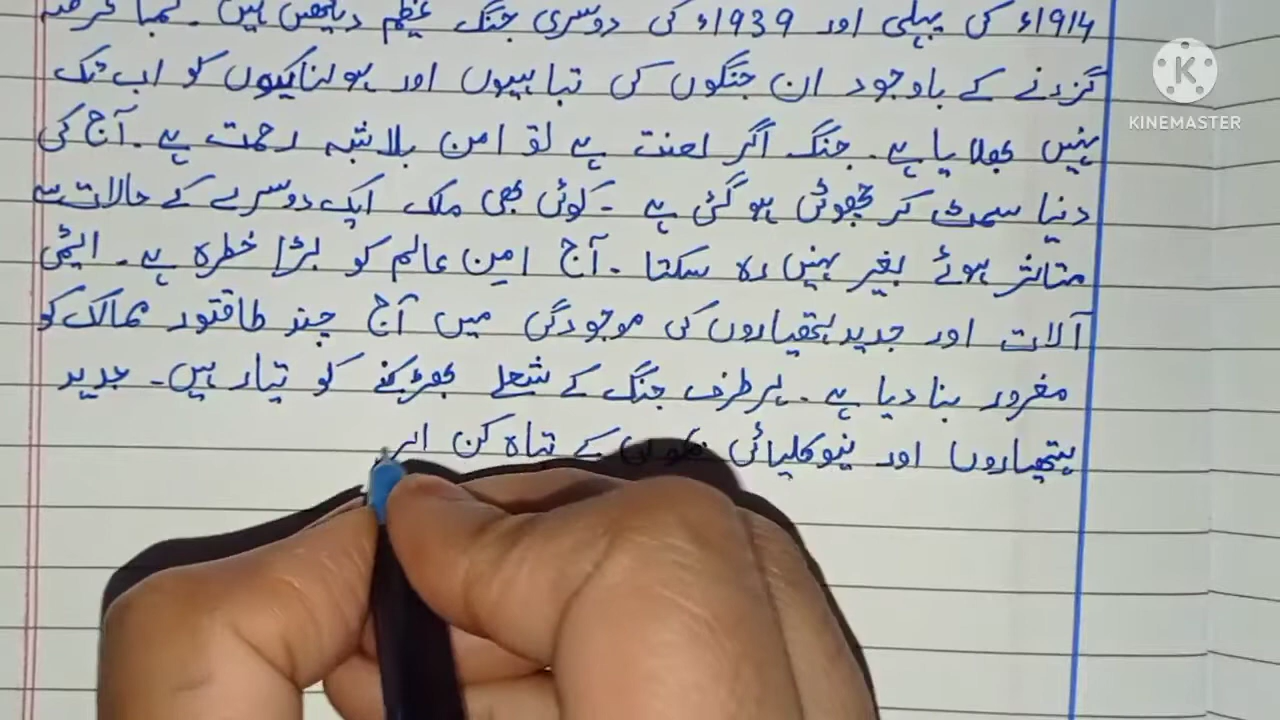 1914ء کی پہلی اور 1939ء کی دوسری جنگ عظیم دیکھی ہیں۔ لمبا عرصہ
گزرنے کے باوجود ان جنگوں کی تباہیوں اور ہولناکیوں کو اب تک
نہیں بھلایا ہے۔ جنگ اگر لعنت ہے تو امن بلاشبہ رحمت ہے۔ آج کی
دنیا سمٹ کر چھوٹی ہو گئی ہے۔ کوئی بھی ملک ایک دوسرے کے حالات سے
متاثر ہوئے بغیر نہیں رہ سکتا۔ آج امن عالم کو بڑا خطرہ ہے۔ ایٹمی
آلات اور جدید ہتھیاروں کی موجودگی میں آج چند طاقتور ممالک کو
مغرور بنا دیا ہے۔ ہر طرف جنگ کے شعلے بھڑکنے کو تیار ہیں۔ جدید
ہتھیاروں اور نیوکلیائی کے تباہ کن
KINEMASTER